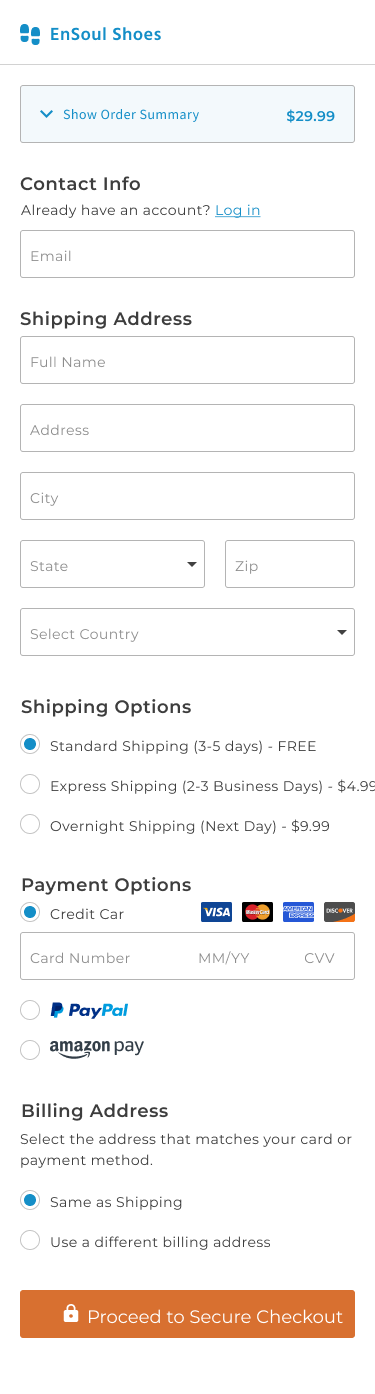 EnSoul Shoes
Show Order Summary $29.99
Contact Info
Already have an account? Log in
Email
Shipping Address
Full Name
Address
City
State Zip
Select Country
Shipping Options
Standard Shipping (3-5 days) - FREE
Express Shipping (2-3 Business Days) - $4.99
Overnight Shipping (Next Day) - $9.99
Payment Options
Credit Car VISA MasterCard AMERICAN EXPRESS DISCOVER
Card Number MM/YY CVV
PayPal
amazon pay
Billing Address
Select the address that matches your card or
payment method.
Same as Shipping
Use a different billing address
Proceed to Secure Checkout